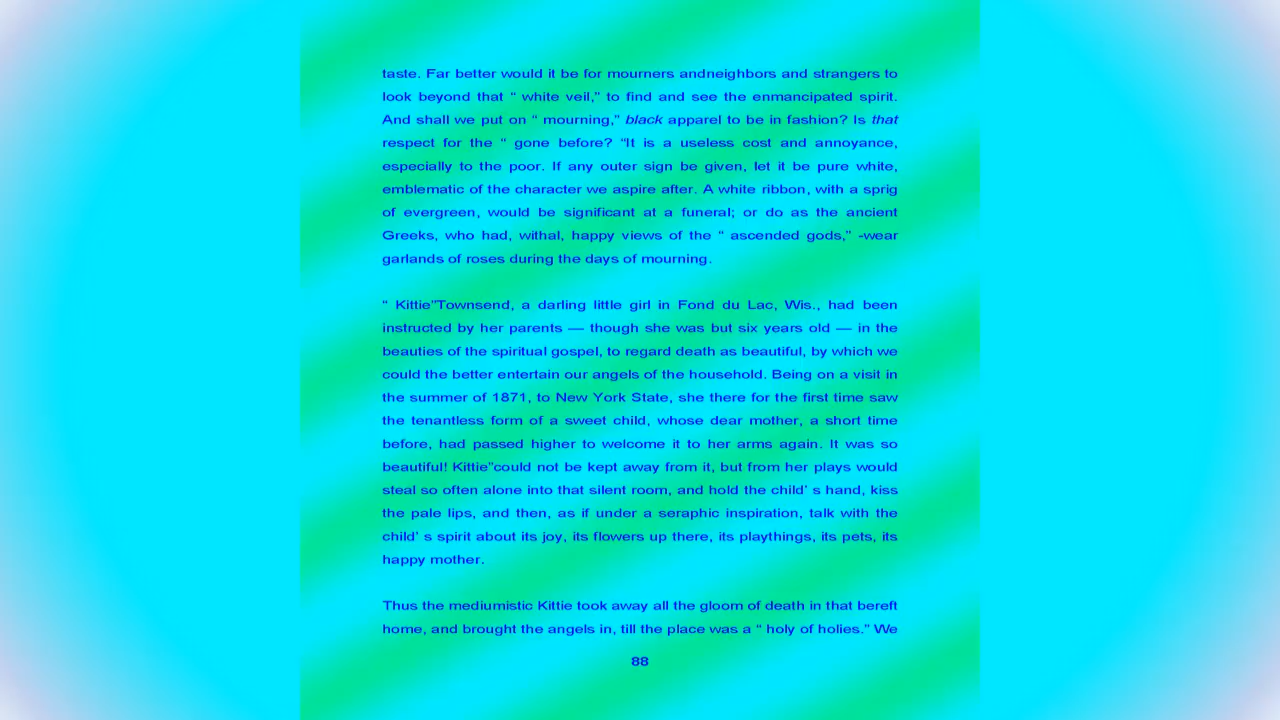 taste. Far better would it be for mourners andneighbors and strangers to
look beyond that “ white veil,” to find and see the enmancipated spirit.
And shall we put on “ mourning,” black apparel to be in fashion? Is that
respect for the “ gone before? “It is a useless cost and annoyance,
especially to the poor. If any outer sign be given, let it be pure white,
emblematic of the character we aspire after. A white ribbon, with a sprig
of evergreen, would be significant at a funeral; or do as the ancient
Greeks, who had, withal, happy views of the “ ascended gods,” -wear
garlands of roses during the days of mourning.
“ Kittie”Townsend, a darling little girl in Fond du Lac, Wis., had been
instructed by her parents — though she was but six years old — in the
beauties of the spiritual gospel, to regard death as beautiful, by which we
could the better entertain our angels of the household. Being on a visit in
the summer of 1871, to New York State, she there for the first time saw
the tenantless form of a sweet child, whose dear mother, a short time
before, had passed higher to welcome it to her arms again. It was so
beautiful! Kittie”could not be kept away from it, but from her plays would
steal so often alone into that silent room, and hold the child’ s hand, kiss
the pale lips, and then, as if under a seraphic inspiration, talk with the
child’ s spirit about its joy, its flowers up there, its playthings, its pets, its
happy mother.
Thus the mediumistic Kittie took away all the gloom of death in that bereft
home, and brought the angels in, till the place was a “ holy of holies.” We
88